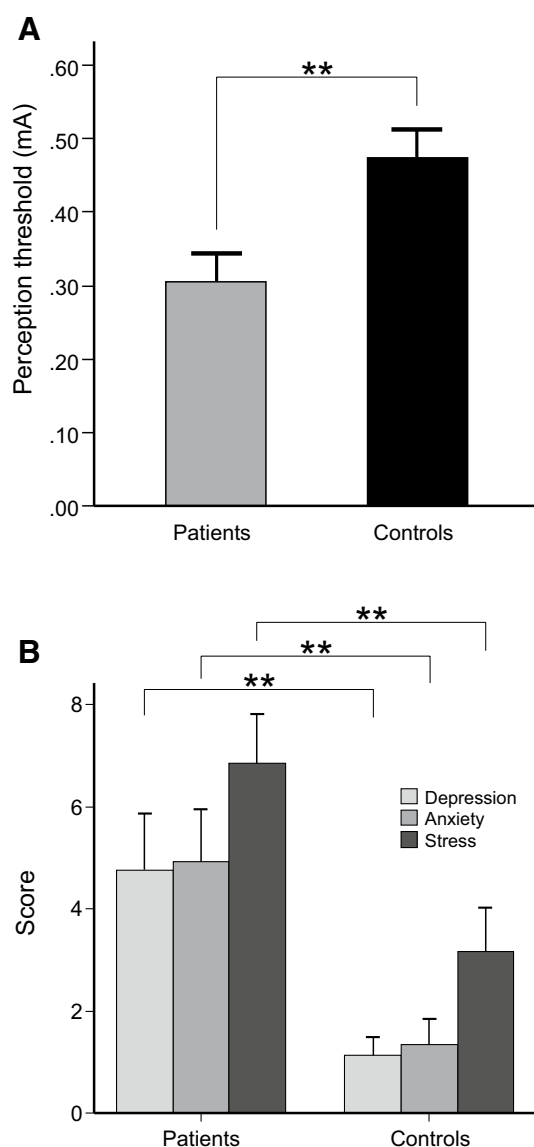 A
Perception threshold (mA)
.60
.50
.40
.30
.20
.10
.00
**
Patients Controls
B
Score
8
6
4
2
0
**
**
**
Depression
Anxiety
Stress
Patients Controls